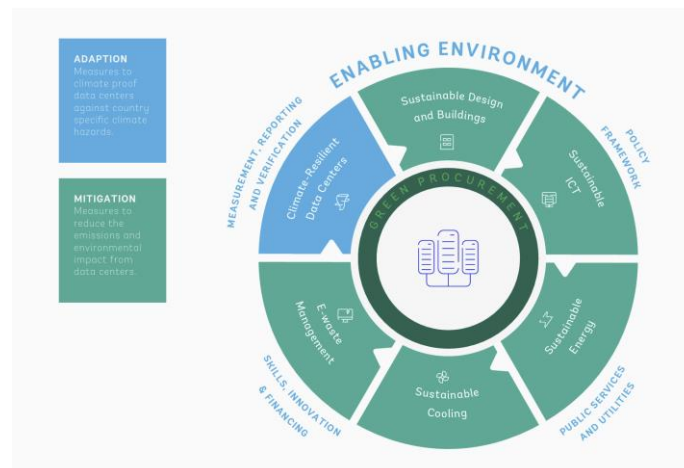 ADAPTION
Measures to
climate proof
data centers
against country
specific climate
hazards.
MITIGATION
Measures to
reduce the
emissions and
environmental
impact from
data centers.
ENABLING ENVIRONMENT
MEASUREMENT, REPORTING
AND VERIFICATION
POLICY
FRAMEWORK
PUBLIC SERVICES
AND UTILITIES
SKILLS, INNOVATION
& FINANCING
Sustainable Design
and Buildings
Sustainable
ICT
Sustainable
Energy
Sustainable
Cooling
E-waste
Management
Climate-Resilient
Data Centers
GREEN PROCUREMENT